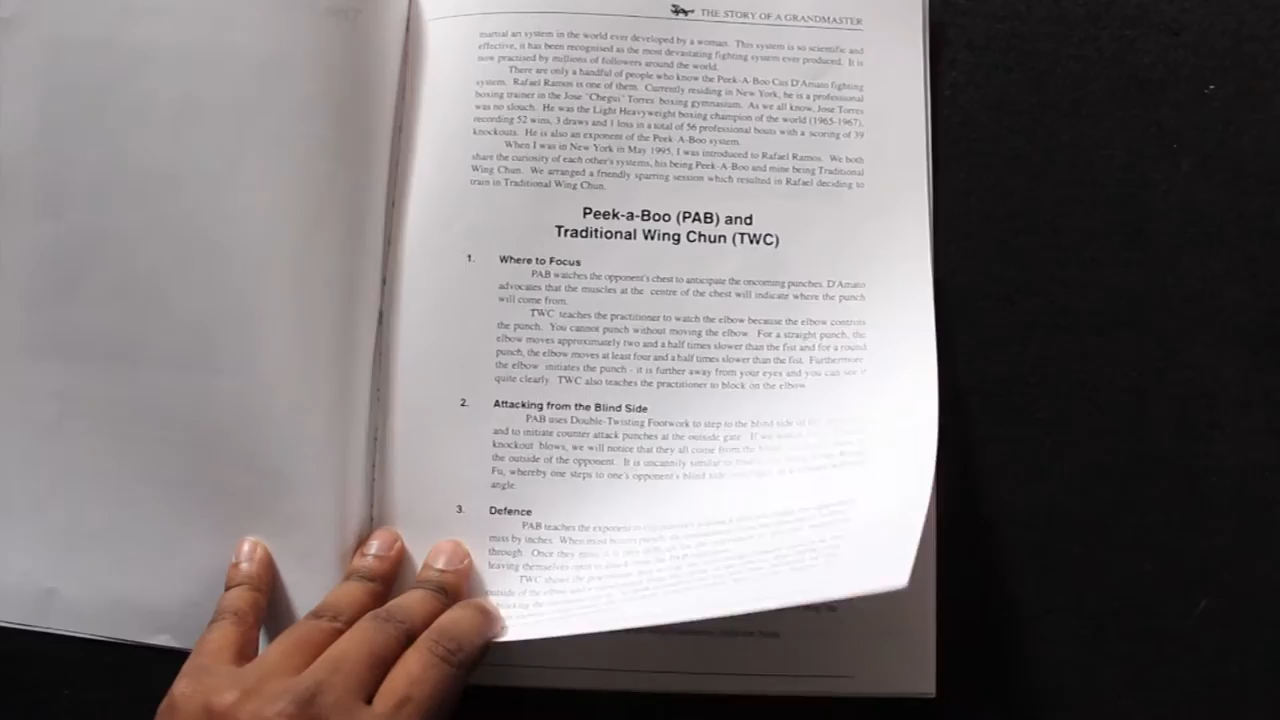 THE STORY OF A GRANDMASTER
martial art system in the world ever developed by a woman. This system is so scientific and
effective, it has been recognised as the most devastating fighting system ever produced. It is
now practised by millions of followers around the world.
There are only a handful of people who know the Peek-A-Boo Cus D'Amato fighting
system. Rafael Ramos is one of them. Currently residing in New York, he is a professional
boxing trainer in the Jose "Chegui" Torres boxing gymnasium. As we all know, Jose Torres
was no slouch. He was the Light Heavyweight boxing champion of the world (1965-1967),
recording 52 wins, 3 draws and 1 loss in a total of 56 professional bouts with a scoring of 39
knockouts. He is also an exponent of the Peek-A-Boo system.
When I was in New York in May 1995, I was introduced to Rafael Ramos. We both
share the curiosity of each other's systems, his being Peek-A-Boo and mine being Traditional
Wing Chun. We arranged a friendly sparring session which resulted in Rafael deciding to
train in Traditional Wing Chun.
Peek-a-Boo (PAB) and
Traditional Wing Chun (TWC)
1. Where to Focus
PAB watches the opponent's chest to anticipate the oncoming punches. D'Amato
advocates that the muscles at the centre of the chest will indicate where the punch
will come from.
TWC teaches the practitioner to watch the elbow because the elbow controls
the punch. You cannot punch without moving the elbow. For a straight punch, the
elbow moves approximately two and a half times slower than the fist and for a round
punch, the elbow moves at least four and a half times slower than the fist. Furthermore
the elbow initiates the punch - it is further away from your eyes and you can see it
quite clearly. TWC also teaches the practitioner to block on the elbow.
2. Attacking from the Blind Side
PAB uses Double-Twisting Footwork to step to the blind side of the
and to initiate counter attack punches at the outside gate. If we
knockout blows, we will notice that they all come from the
the outside of the opponent. It is uncannily similar to
Fu, whereby one steps to one's opponent's blind side
angle.
3. Defence
PAB teaches the exponent
miss by inches. When most
through. Once they
leaving themselves
TWC shows the
outside of the elbow and
blocking the